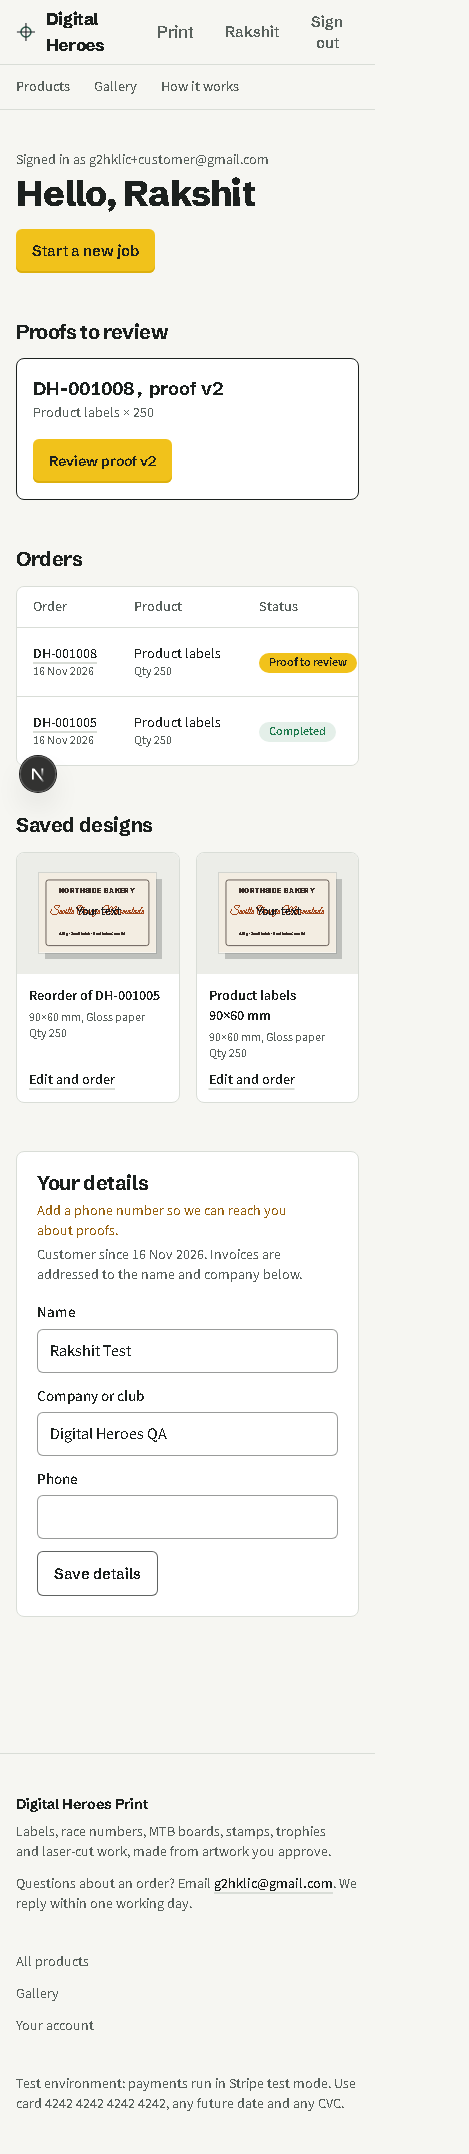 Digital Heroes Print Rakshit Sign out
Products Gallery How it works
Signed in as g2hklic+customer@gmail.com
Hello, Rakshit
Start a new job
Proofs to review
DH-001008, proof v2
Product labels × 250
Review proof v2
Orders
Order Product Status
DH-001008 Product labels Proof to review
16 Nov 2026 Qty 250
DH-001005 Product labels Completed
16 Nov 2026 Qty 250
N
Saved designs
NORTHSIDE BAKERY
Your text
NORTHSIDE BAKERY
Your text
Reorder of DH-001005
90×60 mm, Gloss paper
Qty 250
Edit and order
Product labels
90×60 mm
90×60 mm, Gloss paper
Qty 250
Edit and order
Your details
Add a phone number so we can reach you
about proofs.
Customer since 16 Nov 2026. Invoices are
addressed to the name and company below.
Name
Rakshit Test
Company or club
Digital Heroes QA
Phone
Save details
Digital Heroes Print
Labels, race numbers, MTB boards, stamps, trophies
and laser-cut work, made from artwork you approve.
Questions about an order? Email g2hklic@gmail.com. We
reply within one working day.
All products
Gallery
Your account
Test environment: payments run in Stripe test mode. Use
card 4242 4242 4242 4242, any future date and any CVC.